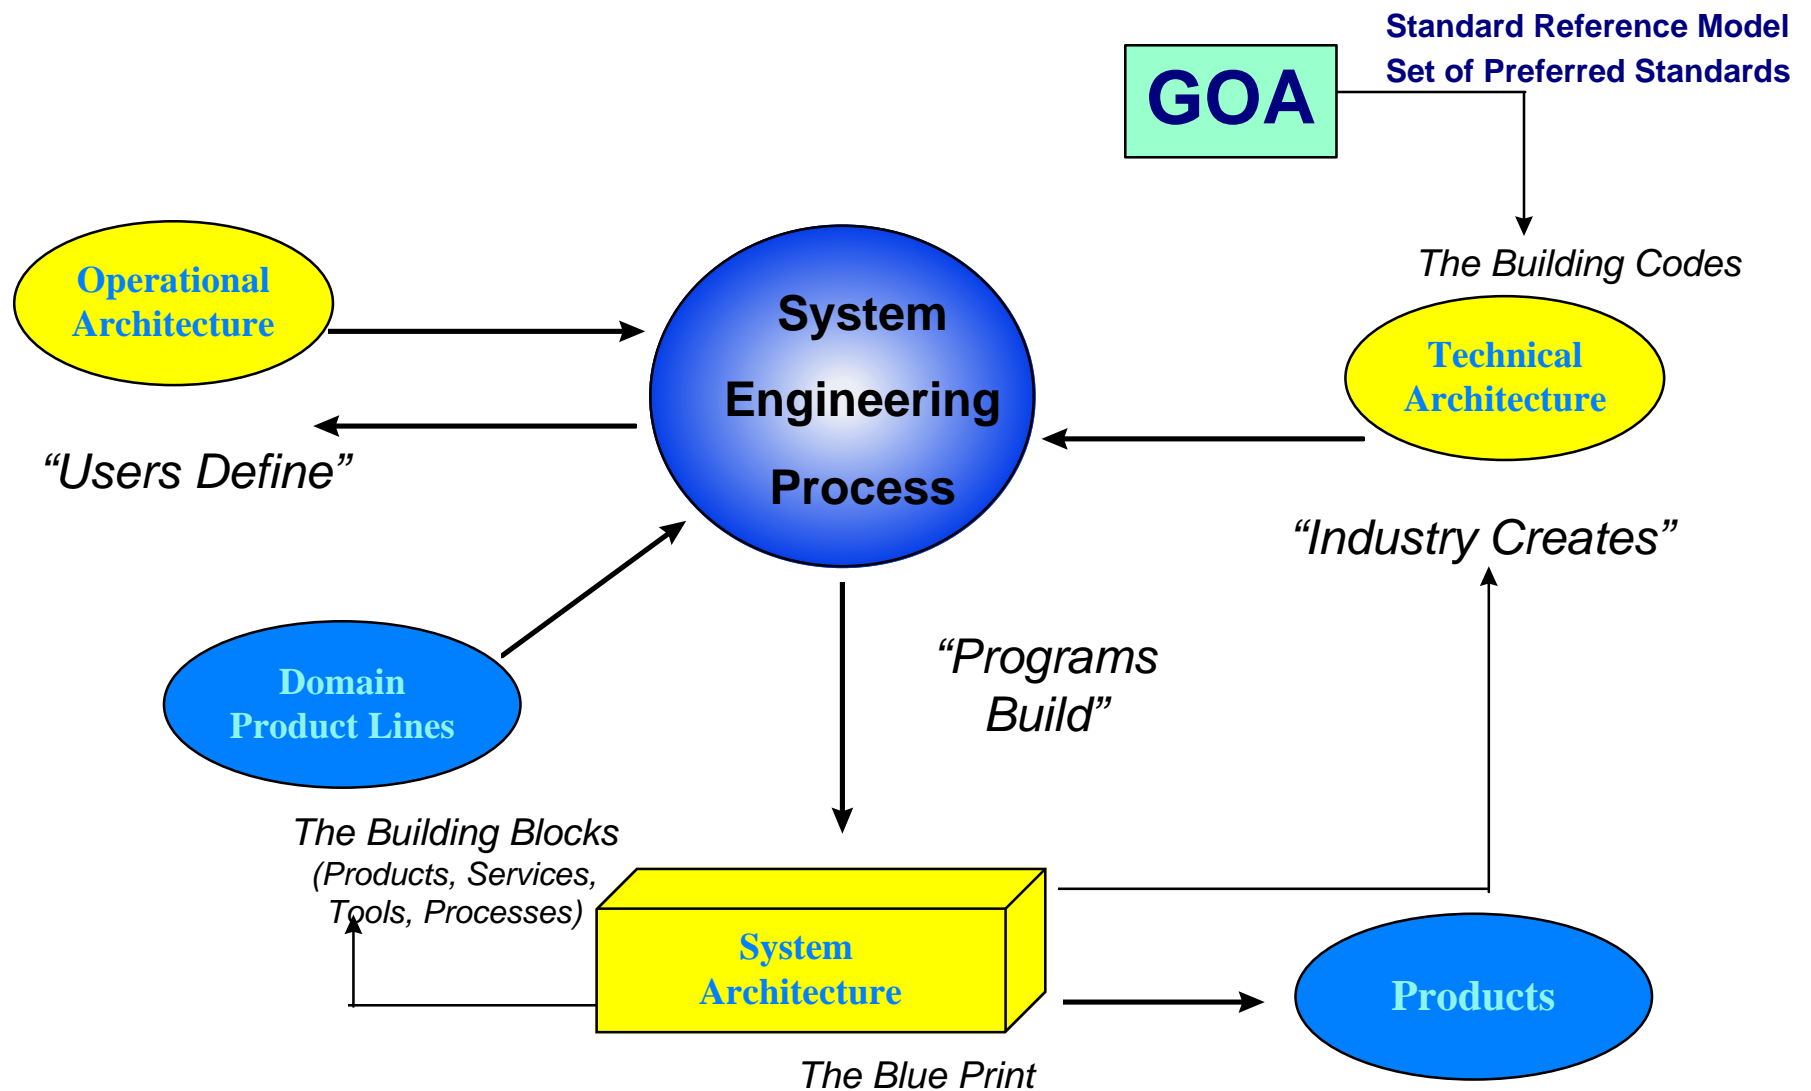 Standard Reference Model
Set of Preferred Standards
GOA
The Building Codes
Operational
Architecture
System
Engineering
Process
Technical
Architecture
“Users Define”
“Industry Creates”
Domain
Product Lines
“Programs
Build”
The Building Blocks
(Products, Services,
Tools, Processes)
System
Architecture
Products
The Blue Print